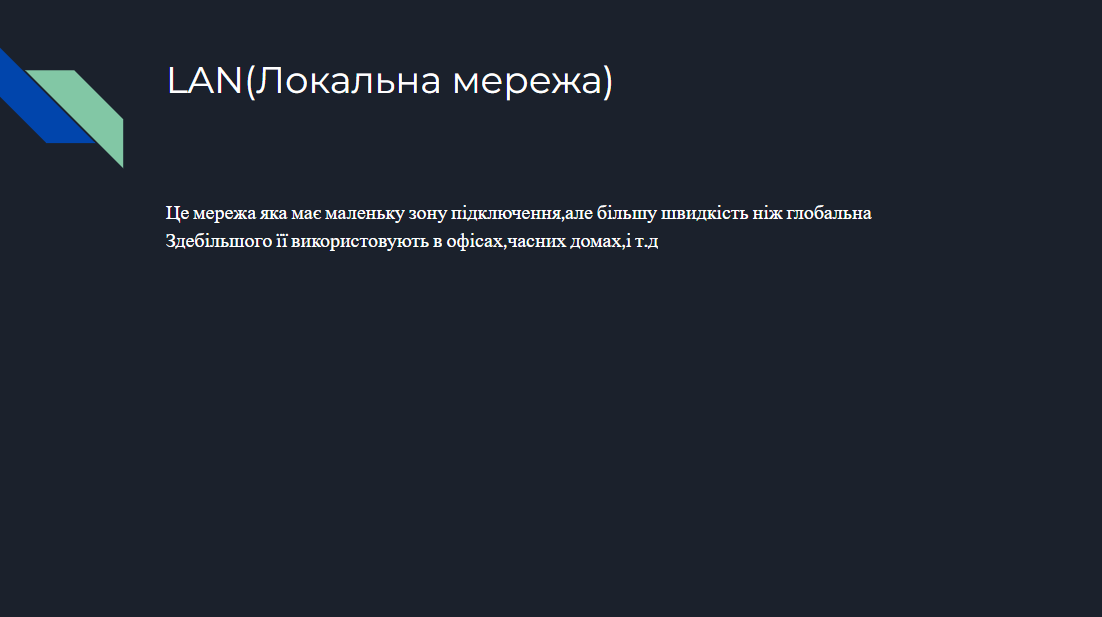 LAN(Локальна мережа)
Це мережа яка має маленьку зону підключення,але більшу швидкість ніж глобальна
Здебільшого її використовують в офісах,часних домах,і т.д